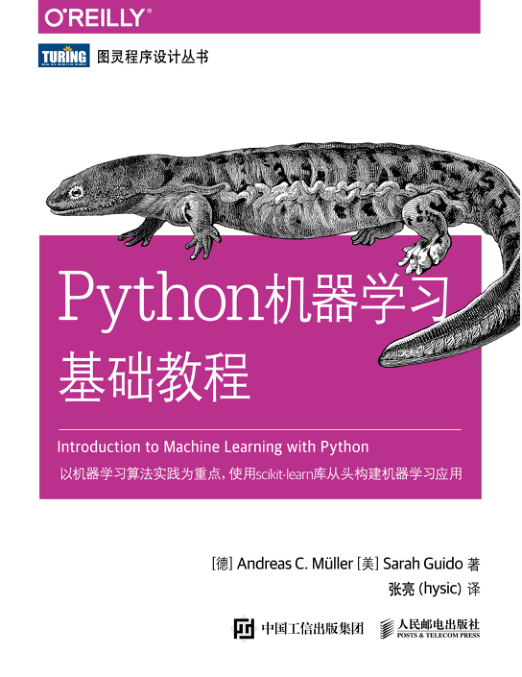 O'REILLY®
TURING 图灵程序设计丛书
Python机器学习
基础教程
Introduction to Machine Learning with Python
以机器学习算法实践为重点，使用scikit-learn库从头构建机器学习应用
[德] Andreas C. Müller [美] Sarah Guido 著
张亮 (hysic) 译
中国工信出版集团 人民邮电出版社
POSTS & TELECOM PRESS